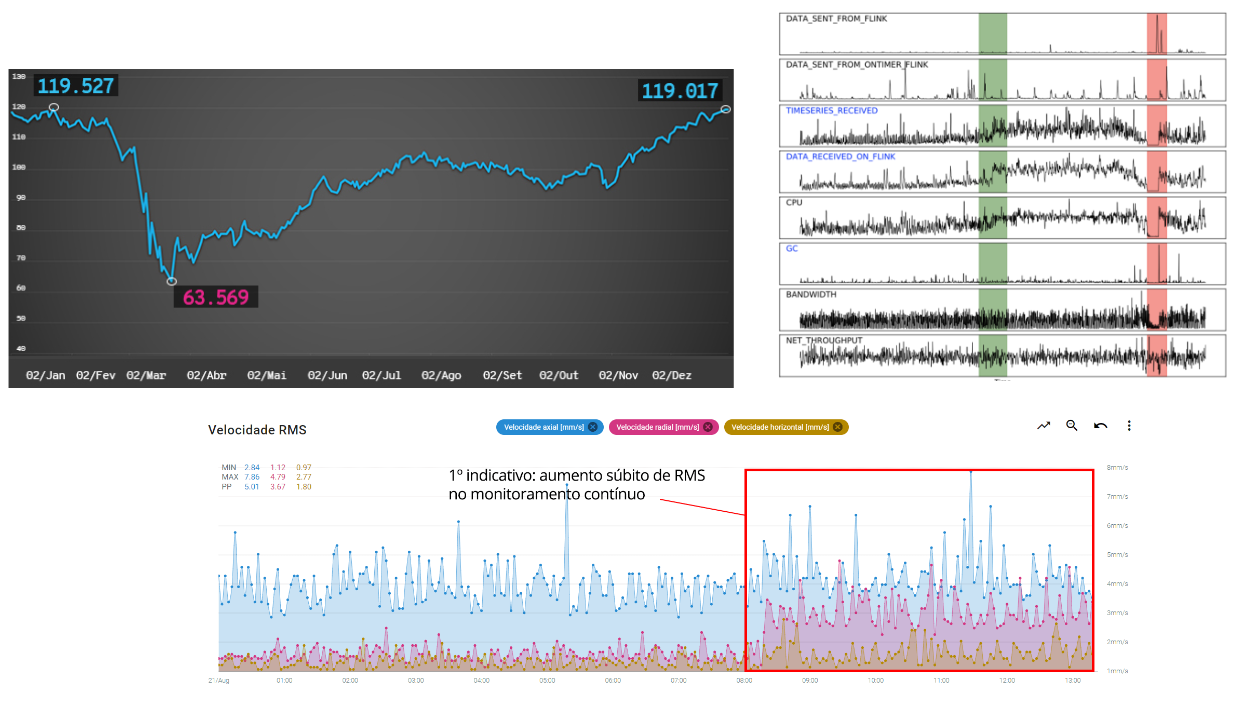 130
119.527
119.017
120
110
100
90
80
70
60
50
40
63.569
02/Jan 02/Fev 02/Mar 02/Abr 02/Mai 02/Jun 02/Jul 02/Ago 02/Set 02/Out 02/Nov 02/Dez
DATA_SENT_FROM_FLINK
DATA_SENT_FROM_ONTIMER_FLINK
TIMESERIES_RECEIVED
DATA_RECEIVED_ON_FLINK
CPU
GC
BANDWIDTH
NET_THROUGHPUT
Velocidade RMS
Velocidade axial [mm/s]
Velocidade radial [mm/s]
Velocidade horizontal [mm/s]
MIN 2.84 1.12 0.97
MAX 7.86 4.79 2.77
PP 5.01 3.67 1.80
1º indicativo: aumento súbito de RMS
no monitoramento contínuo
8mm/s
7mm/s
6mm/s
5mm/s
4mm/s
3mm/s
2mm/s
1mm/s
21/Aug 01:00 02:00 03:00 04:00 05:00 06:00 07:00 08:00 09:00 10:00 11:00 12:00 13:00